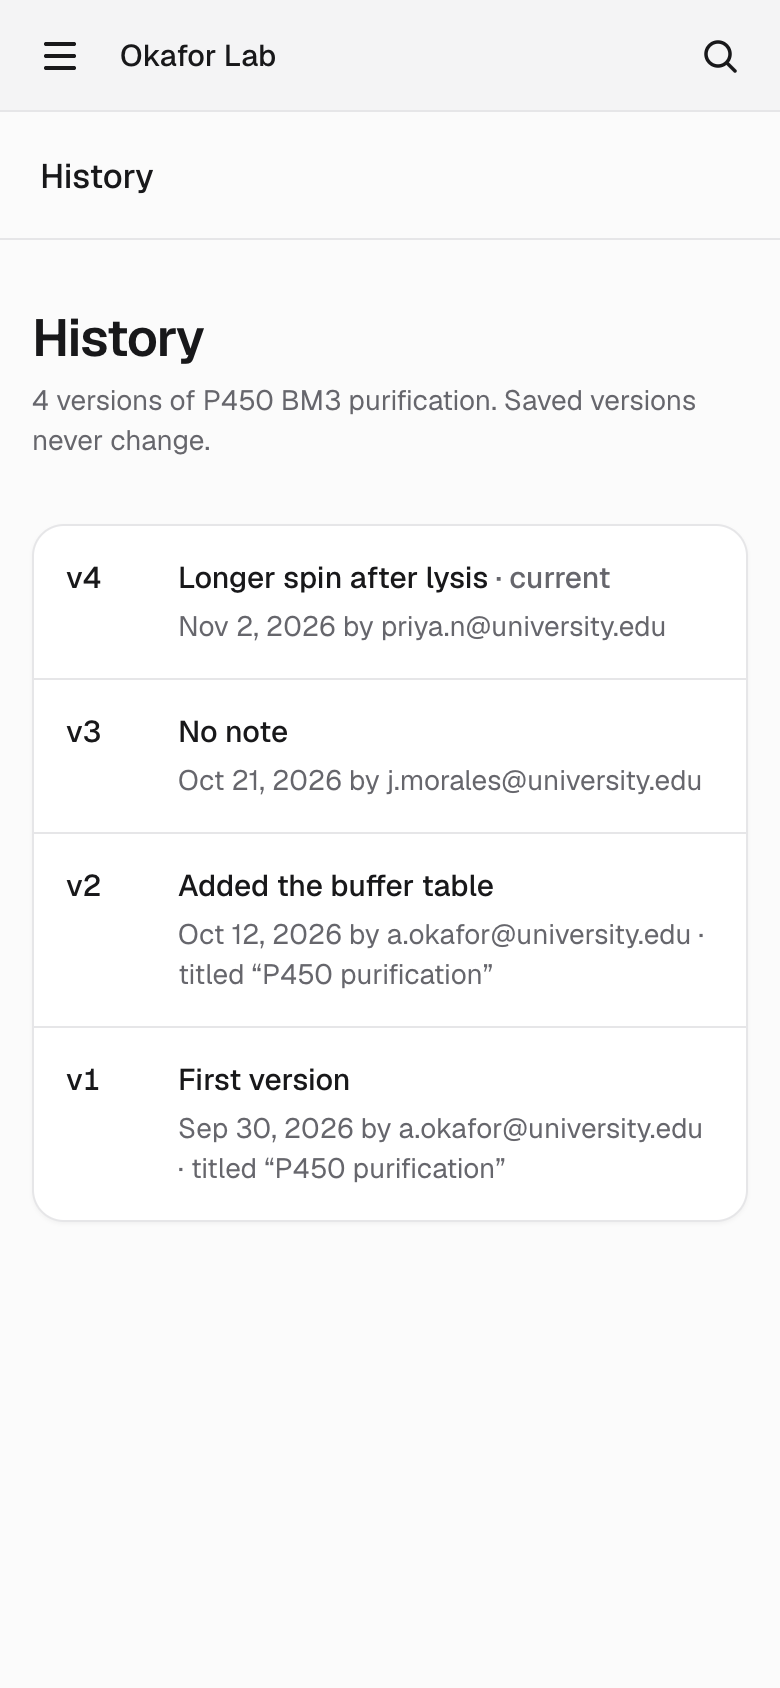 Okafor Lab
History
History
4 versions of P450 BM3 purification. Saved versions
never change.
v4
Longer spin after lysis · current
Nov 2, 2026 by priya.n@university.edu
v3
No note
Oct 21, 2026 by j.morales@university.edu
v2
Added the buffer table
Oct 12, 2026 by a.okafor@university.edu ·
titled “P450 purification”
v1
First version
Sep 30, 2026 by a.okafor@university.edu
· titled “P450 purification”